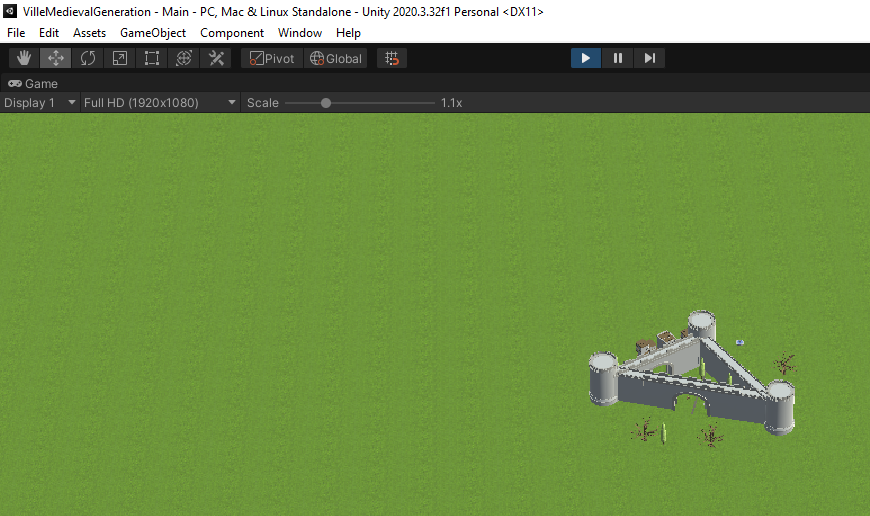 VilleMedievalGeneration - Main - PC, Mac & Linux Standalone - Unity 2020.3.32f1 Personal <DX11>
File Edit Assets GameObject Component Window Help
Pivot Global
Game
Display 1 Full HD (1920x1080) Scale 1.1x